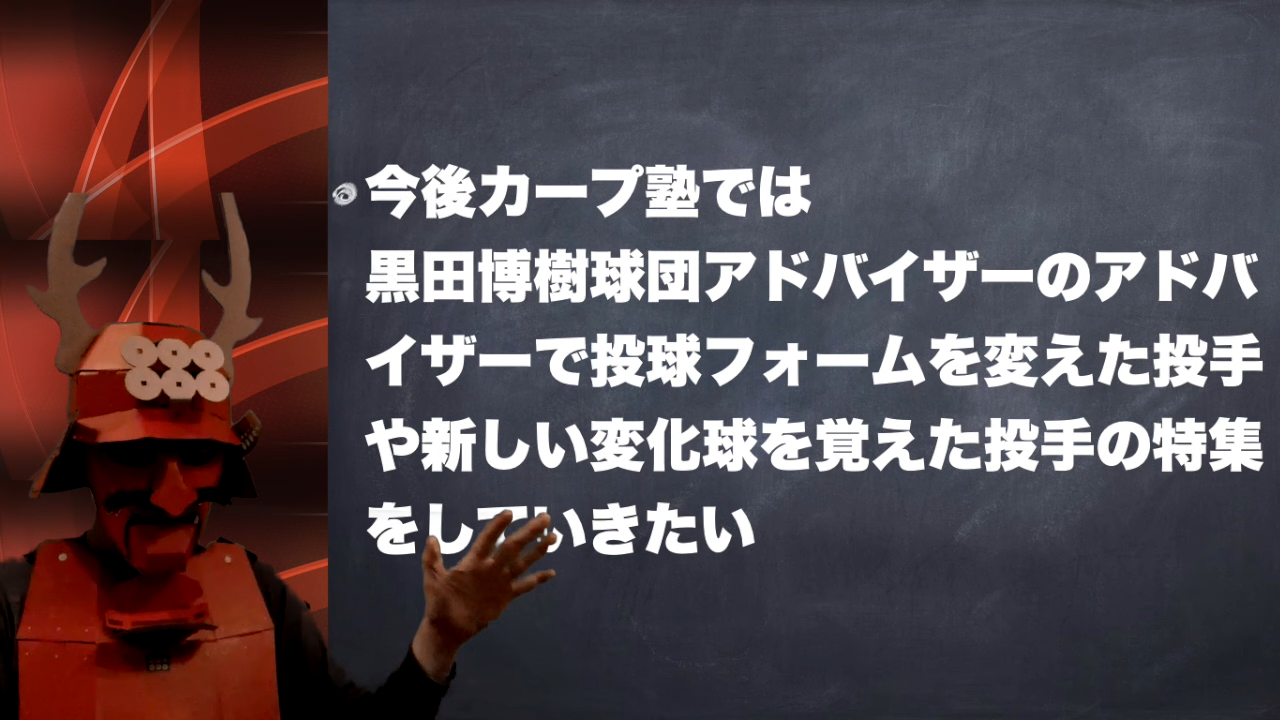 今後カープ塾では
黒田博樹球団アドバイザーのアドバ
イザーで投球フォームを変えた投手
や新しい変化球を覚えた投手の特集
をしていきたい